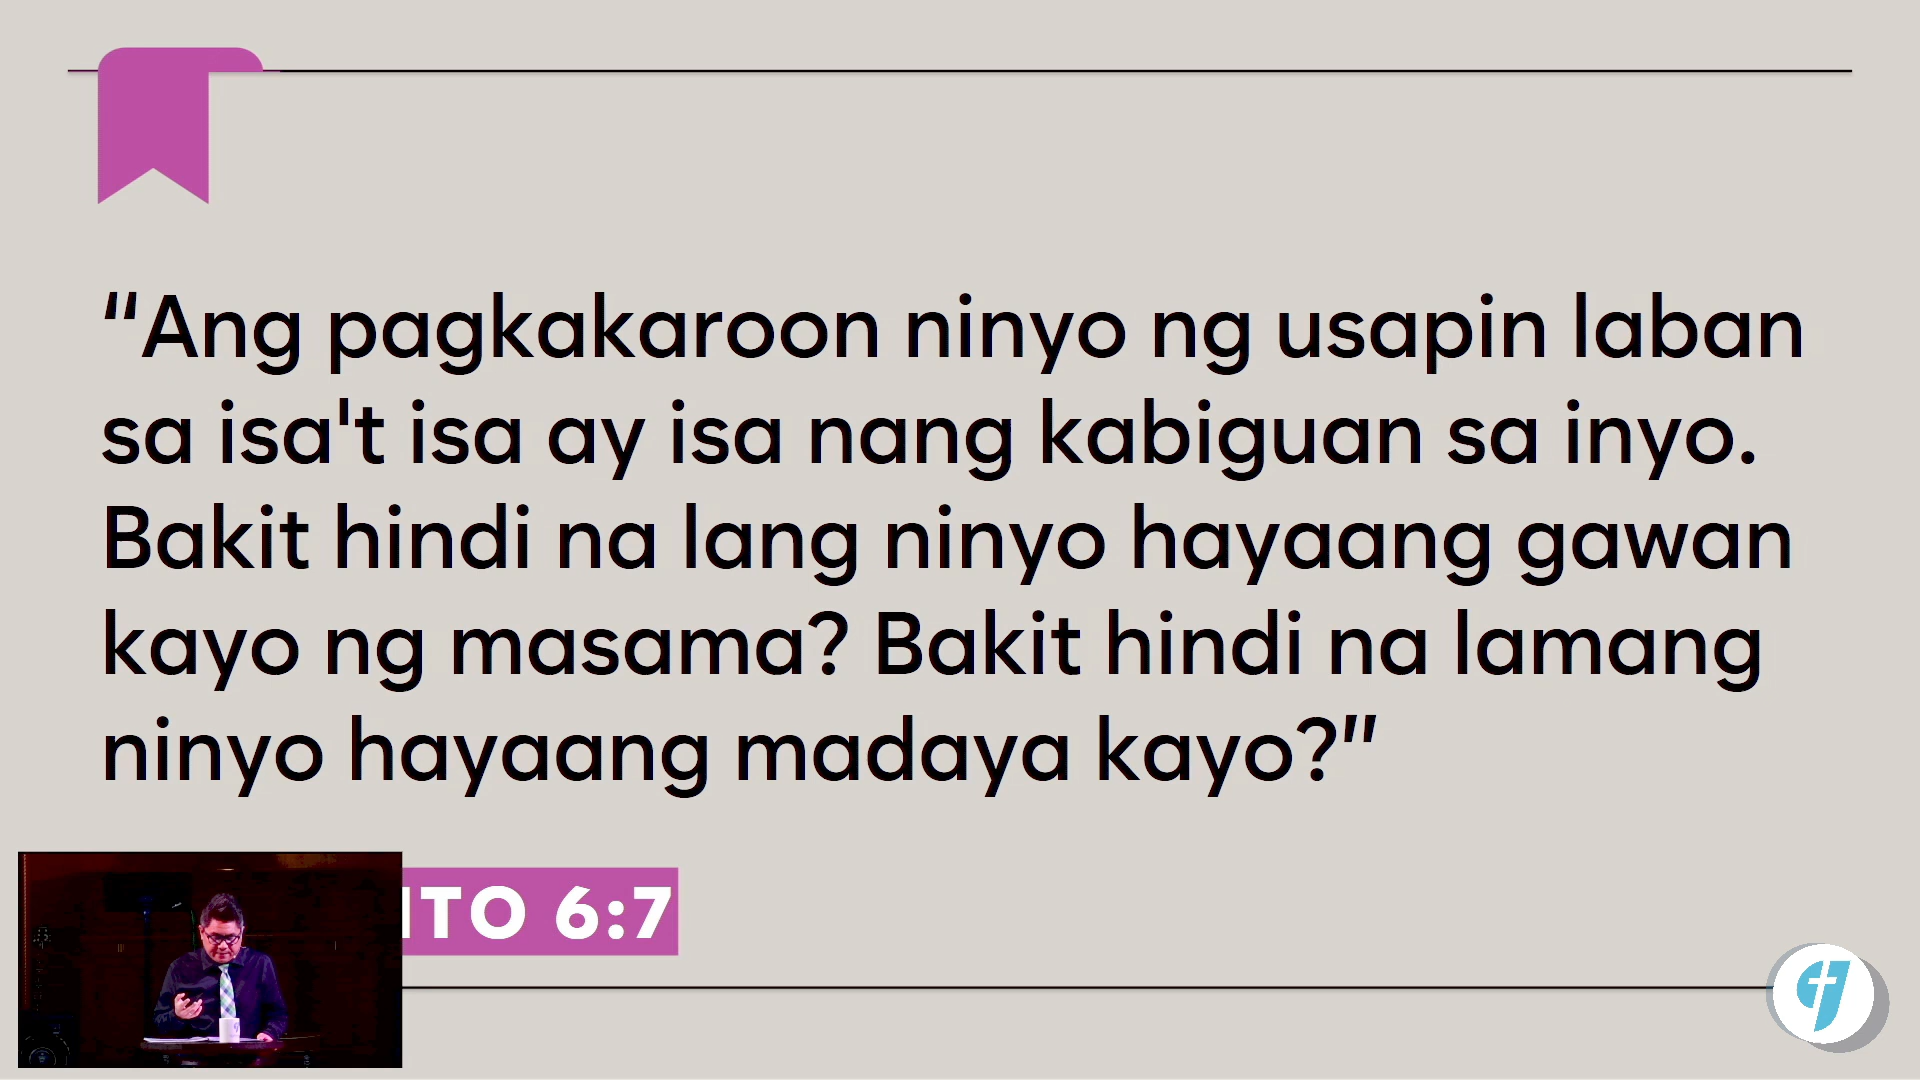 “Ang pagkakaroon ninyo ng usapin laban
sa isa't isa ay isa nang kabiguan sa inyo.
Bakit hindi na lang ninyo hayaang gawan
kayo ng masama? Bakit hindi na lamang
ninyo hayaang madaya kayo?”
TO 6:7